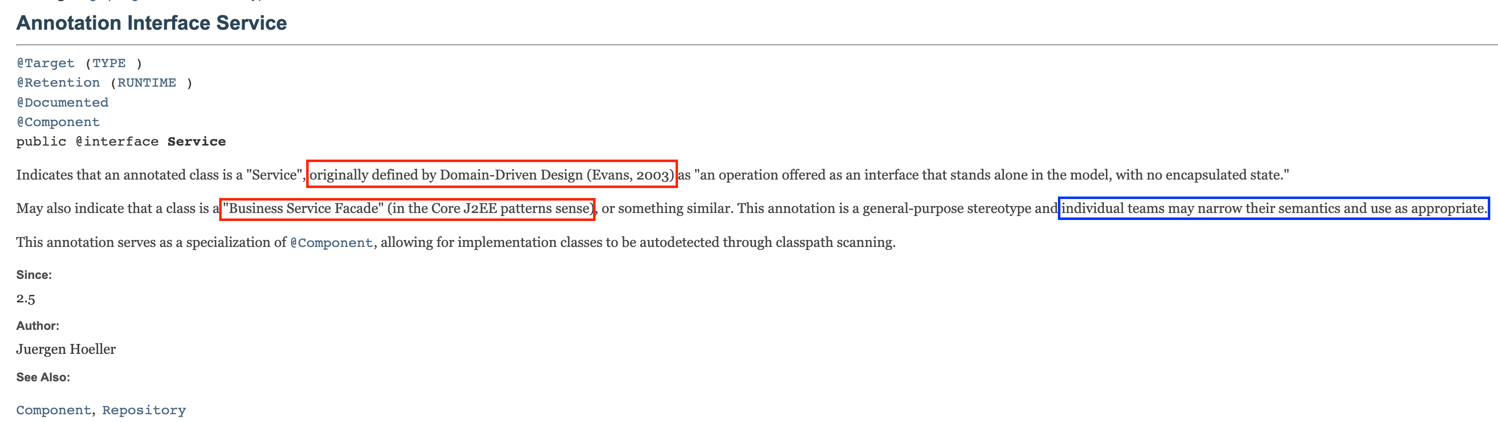 Annotation Interface Service
@Target (TYPE )
@Retention (RUNTIME )
@Documented
@Component
public @interface Service
Indicates that an annotated class is a "Service", originally defined by Domain-Driven Design (Evans, 2003) as "an operation offered as an interface that stands alone in the model, with no encapsulated state."
May also indicate that a class is a "Business Service Facade" (in the Core J2EE patterns sense), or something similar. This annotation is a general-purpose stereotype and individual teams may narrow their semantics and use as appropriate.
This annotation serves as a specialization of @Component, allowing for implementation classes to be autodetected through classpath scanning.
Since:
2.5
Author:
Juergen Hoeller
See Also:
Component, Repository